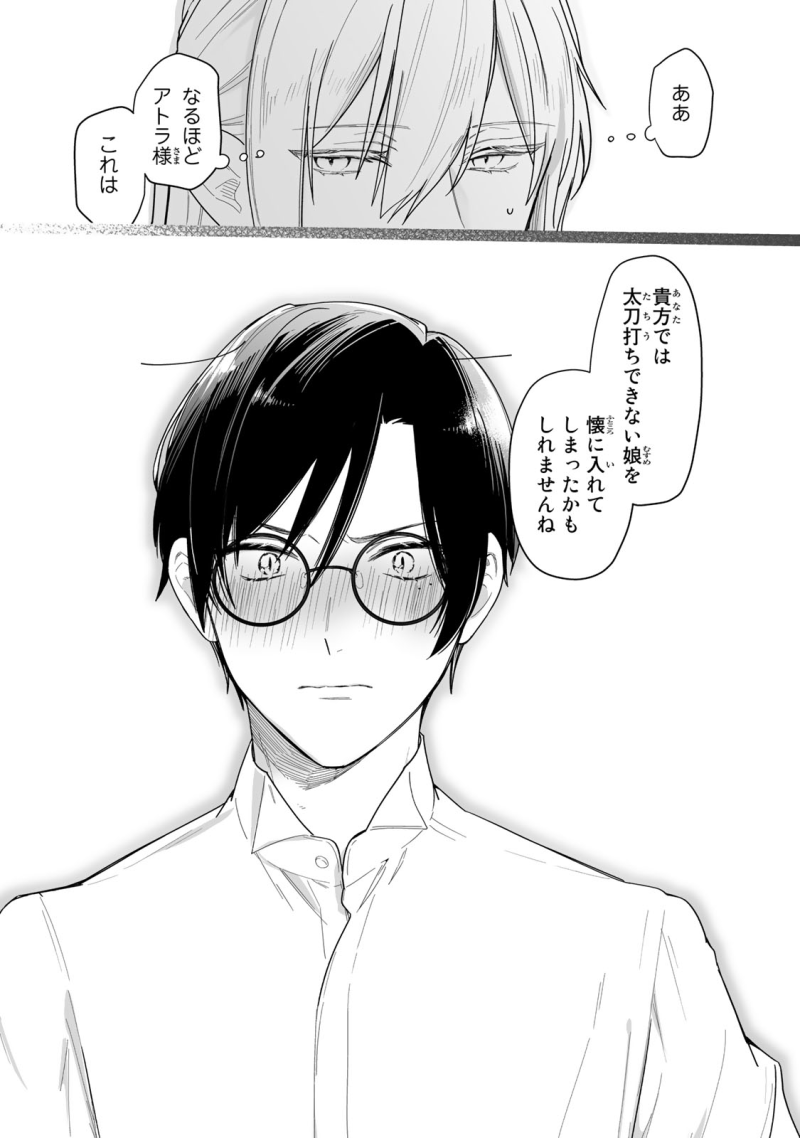 ああ
なるほど
アトラ様
これは
貴方では
太刀打ちできない娘を
懐に入れて
しまったかも
しれませんね